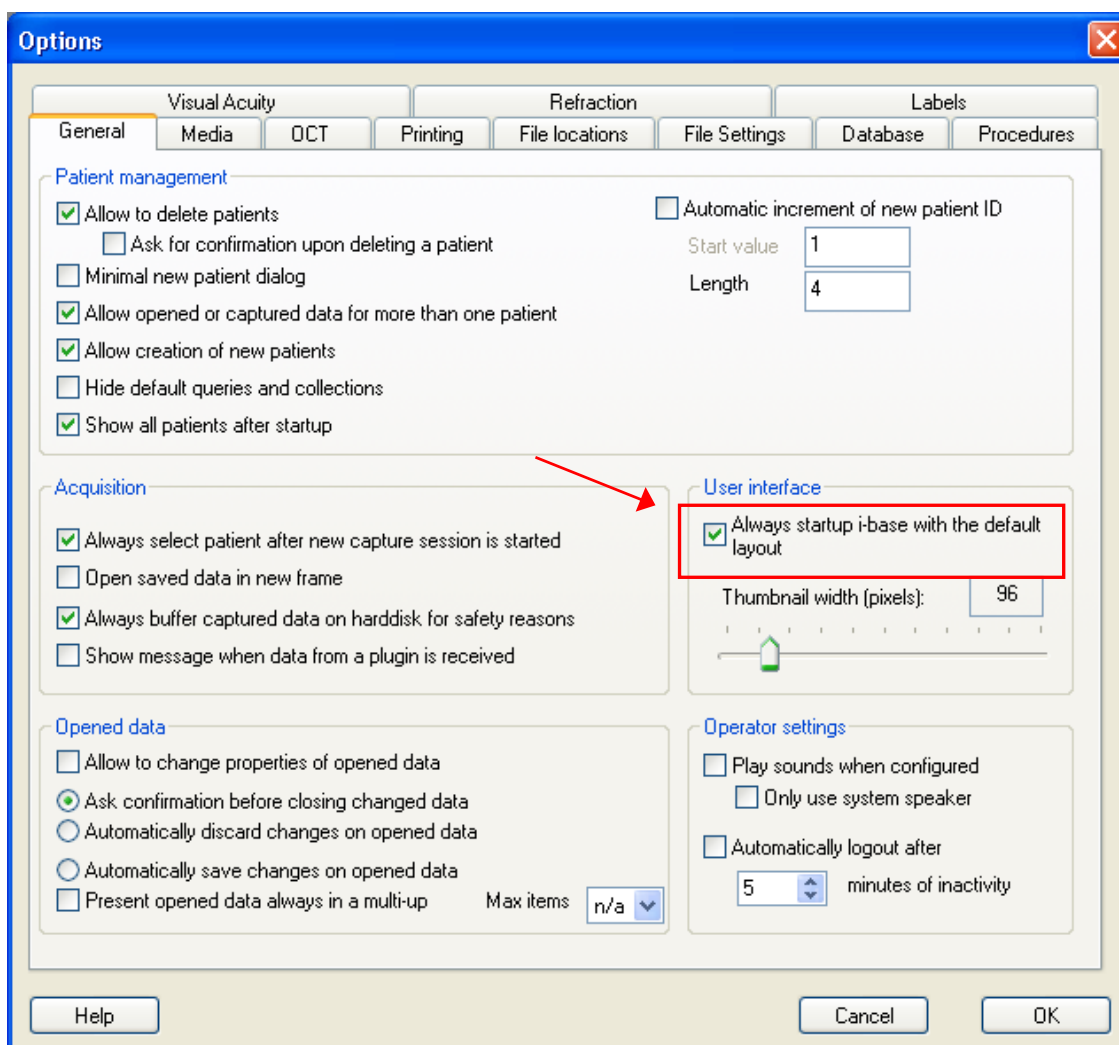 Options
Visual Acuity
Refraction
Labels
General
Media
OCT
Printing
File locations
File Settings
Database
Procedures
Patient management
Allow to delete patients
Ask for confirmation upon deleting a patient
Minimal new patient dialog
Allow opened or captured data for more than one patient
Allow creation of new patients
Hide default queries and collections
Show all patients after startup
Automatic increment of new patient ID
Start value 1
Length 4
Acquisition
Always select patient after new capture session is started
Open saved data in new frame
Always buffer captured data on harddisk for safety reasons
Show message when data from a plugin is received
User interface
Always startup i-base with the default
layout
Thumbnail width (pixels): 96
Opened data
Allow to change properties of opened data
Ask confirmation before closing changed data
Automatically discard changes on opened data
Automatically save changes on opened data
Present opened data always in a multi-up Max items n/a
Operator settings
Play sounds when configured
Only use system speaker
Automatically logout after
5 minutes of inactivity
Help
Cancel
OK